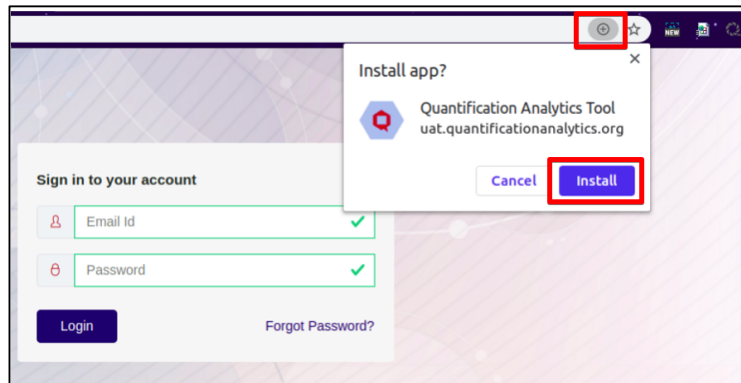 NEW
Install app?
Quantification Analytics Tool
uat.quantificationanalytics.org
Cancel
Install
Sign in to your account
Email Id
Password
Login
Forgot Password?